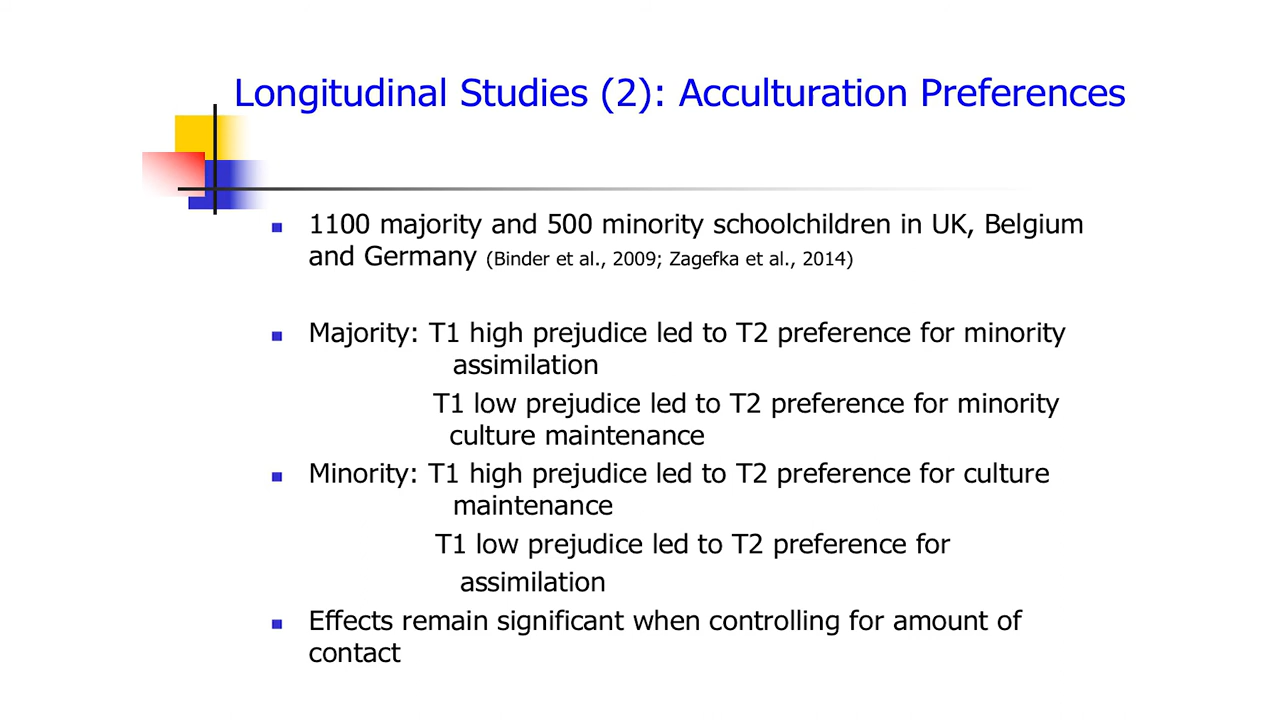 Longitudinal Studies (2): Acculturation Preferences
1100 majority and 500 minority schoolchildren in UK, Belgium
and Germany (Binder et al., 2009; Zagefka et al., 2014)
Majority: T1 high prejudice led to T2 preference for minority
assimilation
T1 low prejudice led to T2 preference for minority
culture maintenance
Minority: T1 high prejudice led to T2 preference for culture
maintenance
T1 low prejudice led to T2 preference for
assimilation
Effects remain significant when controlling for amount of
contact